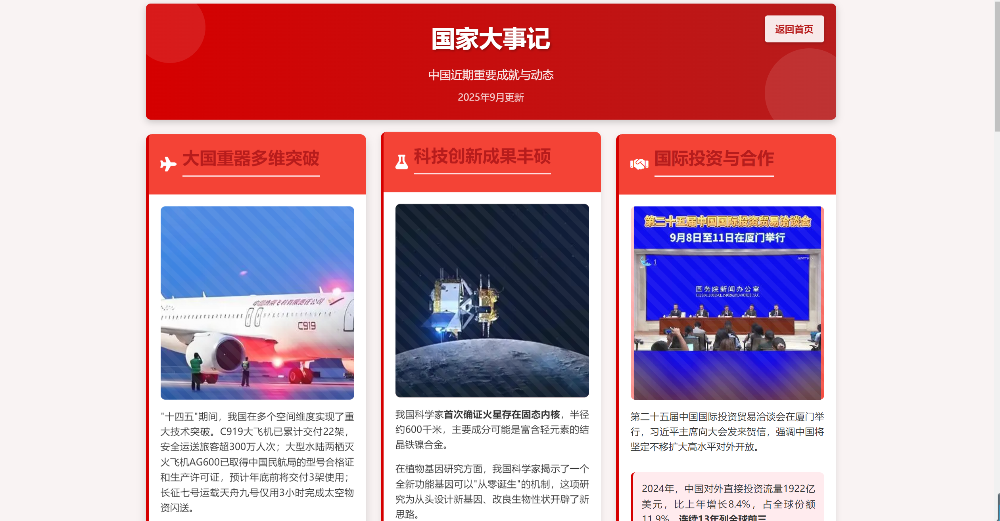 国家大事记
返回首页
中国近期重要成就与动态
2025年9月更新
大国重器多维突破
C919
"十四五"期间，我国在多个空间维度实现了重
大技术突破。C919大飞机已累计交付22架，
安全运送旅客超300万人次；大型水陆两栖灭
火飞机AG600已取得中国民航局的型号合格证
和生产许可证，预计年底前将交付3架使用；
长征七号运载天舟九号仅用3小时完成太空物
资闪送。
科技创新成果丰硕
我国科学家首次确证火星存在固态内核，半径
约600千米，主要成分可能是富含轻元素的结
晶铁镍合金。
在植物基因研究方面，我国科学家揭示了一个
全新功能基因可以"从零诞生"的机制，这项研
究为从头设计新基因、改良生物性状开辟了新
思路。
国际投资与合作
第二十五届中国国际投资贸易洽谈会
9月8日至11日在厦门举行
1
XMTV
国务院新闻办公室
第二十五届中国国际投资贸易洽谈会在厦门举
行，习近平主席向大会发来贺信，强调中国将
坚定不移扩大高水平对外开放。
2024年，中国对外直接投资流量1922亿
美元，比上年增长8.4%，占全球份额
11.9%，连续13年列全球前三